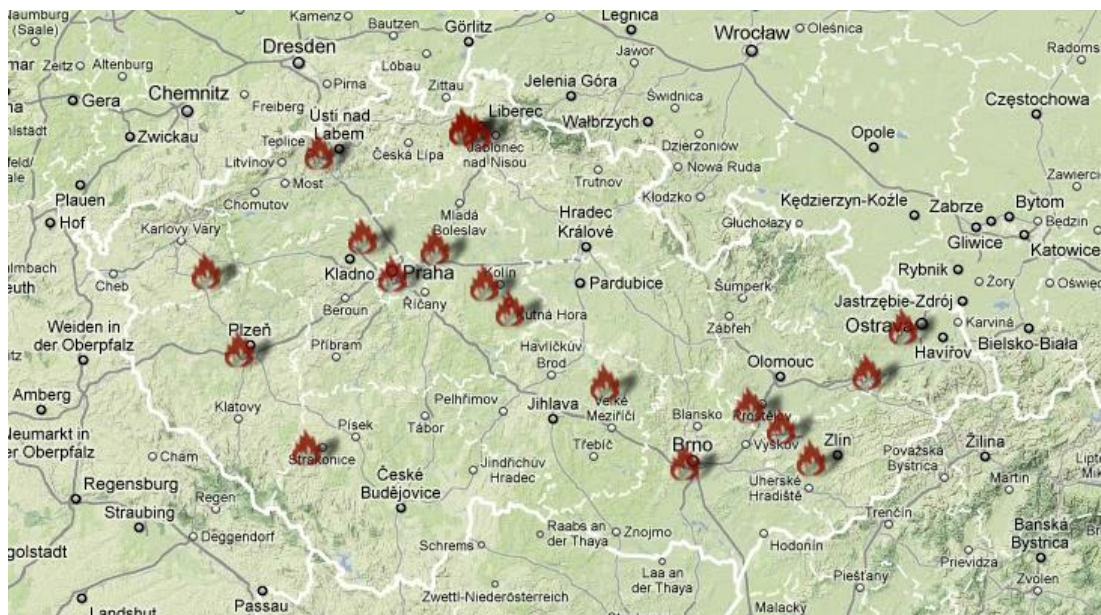 Naumburg
(Saale)
Kamenz
Bautzen
Görlitz
Legnica
Oleśnica
Wrocław
Dresden
Löbau
Jawor
Radoms
Zeitz
Altenburg
Pirna
Zittau
Jelenia Góra
Świdnica
Gera
Chemnitz
Freiberg
Częstochowa
Liberec
Wałbrzych
Zwickau
Ústí nad
Labem
Teplice
Jablonec
nad Nisou
Opole
Česká Lípa
Dzierżoniów
Litvínov
Nowa Ruda
Most
Trutnov
Zawierci
Plauen
Chomutov
Kłodzko
Kędzierzyn-Koźle
Bytom
Mladá
Boleslav
Hradec
Králové
Głuchołazy
Zabrze
Będzin
Hof
Karlovy Vary
Gliwice
Katowice
Cheb
Kladno
Praha
Kolín
Rybnik
Pardubice
Šumperk
Żory
Oświęc
Beroun
Říčany
Jastrzębie-Zdrój
Kutná Hora
Zábřeh
Ostrava
Karviná
Weiden in
der Oberpfalz
Plzeň
Příbram
Havlíčkův
Brod
Havířov
Bielsko-Biała
Olomouc
Amberg
Klatovy
Pelhřimov
Jihlava
Velké
Meziříčí
Blansko
Prostějov
Neumarkt in
der Oberpfalz
Písek
Tábor
Třebíč
Brno
Vyškov
Zlín
Žilina
Cham
Strakonice
Jindřichův
Hradec
Považská
Bystrica
Regensburg
Regen
České
Budějovice
Uherské
Hradiště
Martin
Straubing
Trenčín
Deggendorf
Raabs an
der Thaya
Znojmo
Hodonín
Banská
Bystrica
golstadt
Schrems
Prievidza
Laa an
der Thaya
Piešťany
Zvolen
Landshut
Passau
Zwettl-Niederösterreich
Malacky